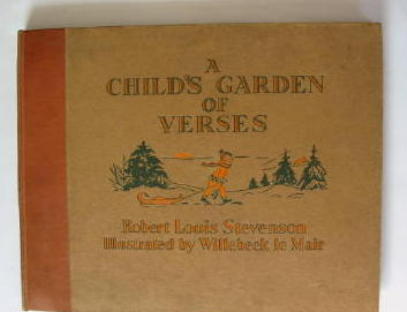 A
CHILD'S GARDEN
OF
VERSES
Robert Louis Stevenson
Illustrated by Willebeek le Mair